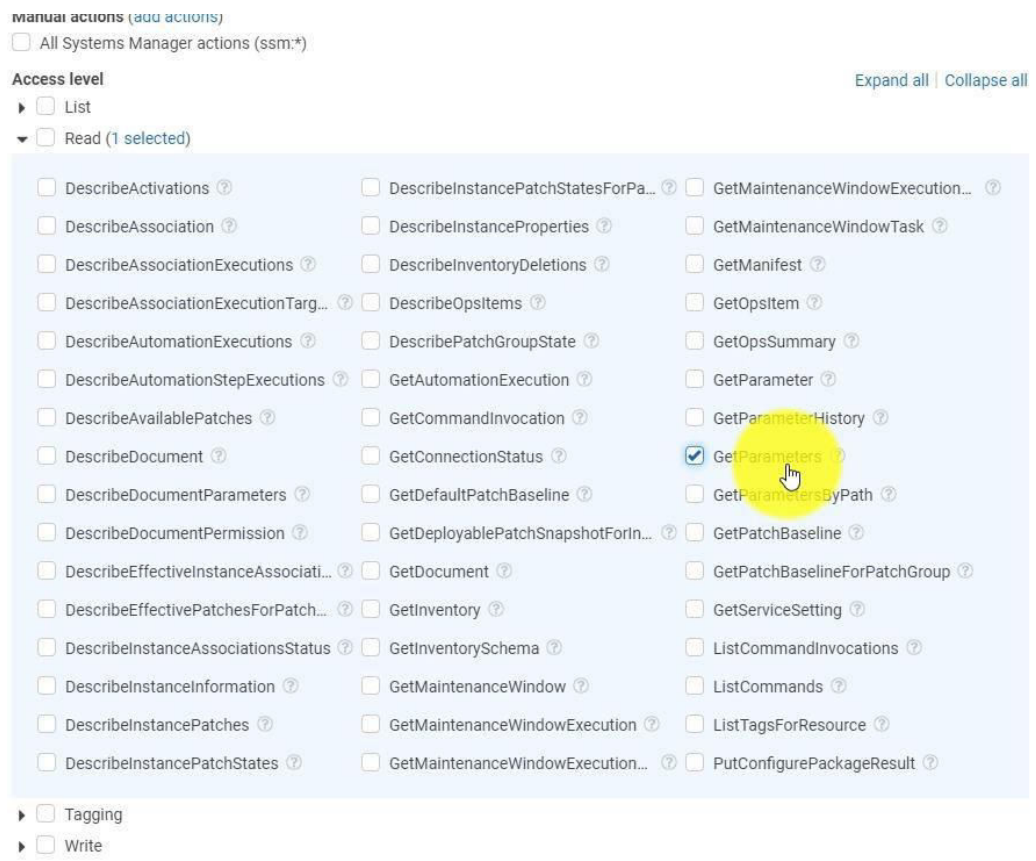 Manual actions (add actions)
All Systems Manager actions (ssm:*)
Access level Expand all | Collapse all
List
Read (1 selected)
DescribeActivations DescribeInstancePatchStatesForPa... GetMaintenanceWindowExecution...
DescribeAssociation DescribeInstanceProperties GetMaintenanceWindowTask
DescribeAssociationExecutions DescribeInventoryDeletions GetManifest
DescribeAssociationExecutionTarg... DescribeOpsItems GetOpsItem
DescribeAutomationExecutions DescribePatchGroupState GetOpsSummary
DescribeAutomationStepExecutions GetAutomationExecution GetParameter
DescribeAvailablePatches GetCommandInvocation GetParameterHistory
DescribeDocument GetConnectionStatus GetParameters
DescribeDocumentParameters GetDefaultPatchBaseline GetParametersByPath
DescribeDocumentPermission GetDeployablePatchSnapshotForIn... GetPatchBaseline
DescribeEffectiveInstanceAssociati... GetDocument GetPatchBaselineForPatchGroup
DescribeEffectivePatchesForPatch... GetInventory GetServiceSetting
DescribeInstanceAssociationsStatus GetInventorySchema ListCommandInvocations
DescribeInstanceInformation GetMaintenanceWindow ListCommands
DescribeInstancePatches GetMaintenanceWindowExecution ListTagsForResource
DescribeInstancePatchStates GetMaintenanceWindowExecution... PutConfigurePackageResult
Tagging
Write